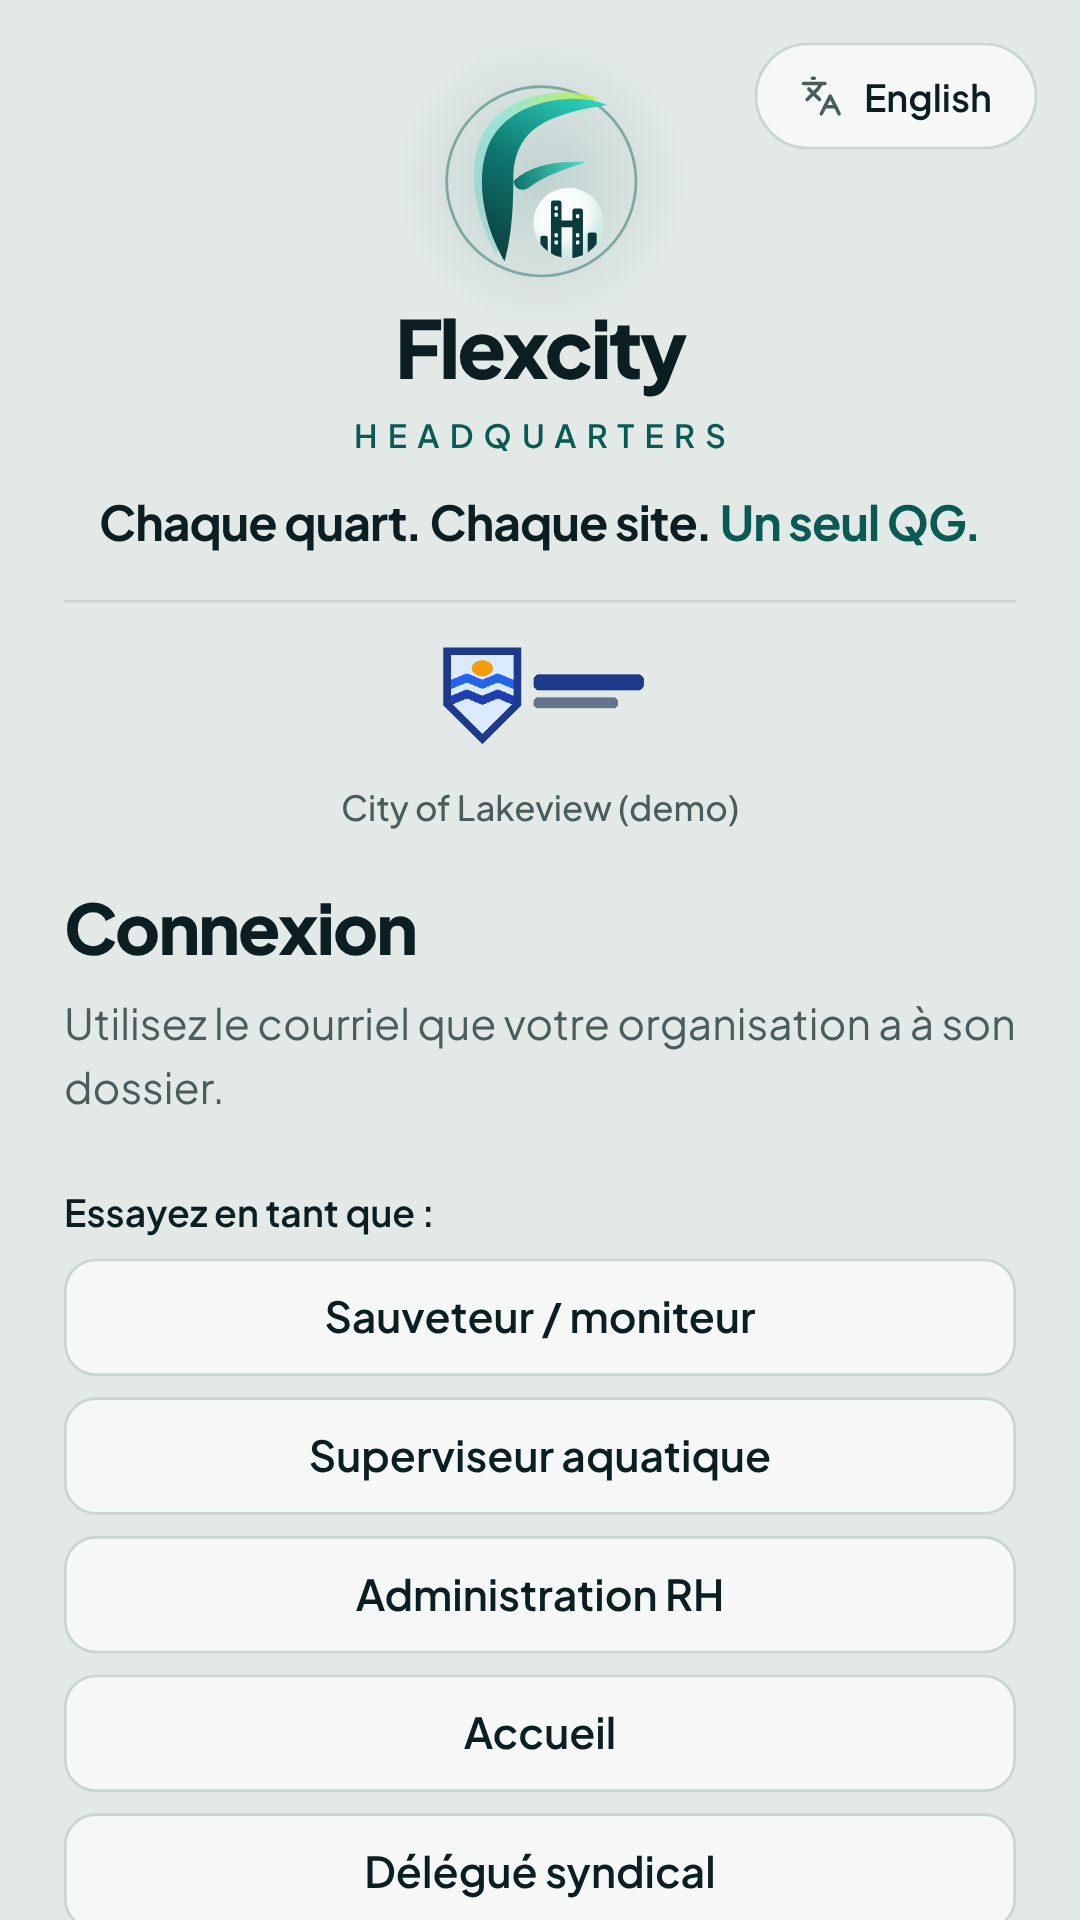 English
Flexcity
HEADQUARTERS
Chaque quart. Chaque site. Un seul QG.
City of Lakeview (demo)
Connexion
Utilisez le courriel que votre organisation a à son
dossier.
Essayez en tant que :
Sauveteur / moniteur
Superviseur aquatique
Administration RH
Accueil
Délégué syndical